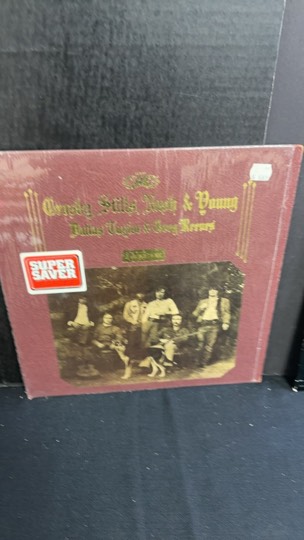 Crosby, Stills, Nash & Young
Dallas Taylor & Greg Reeves
SUPER
SAVER